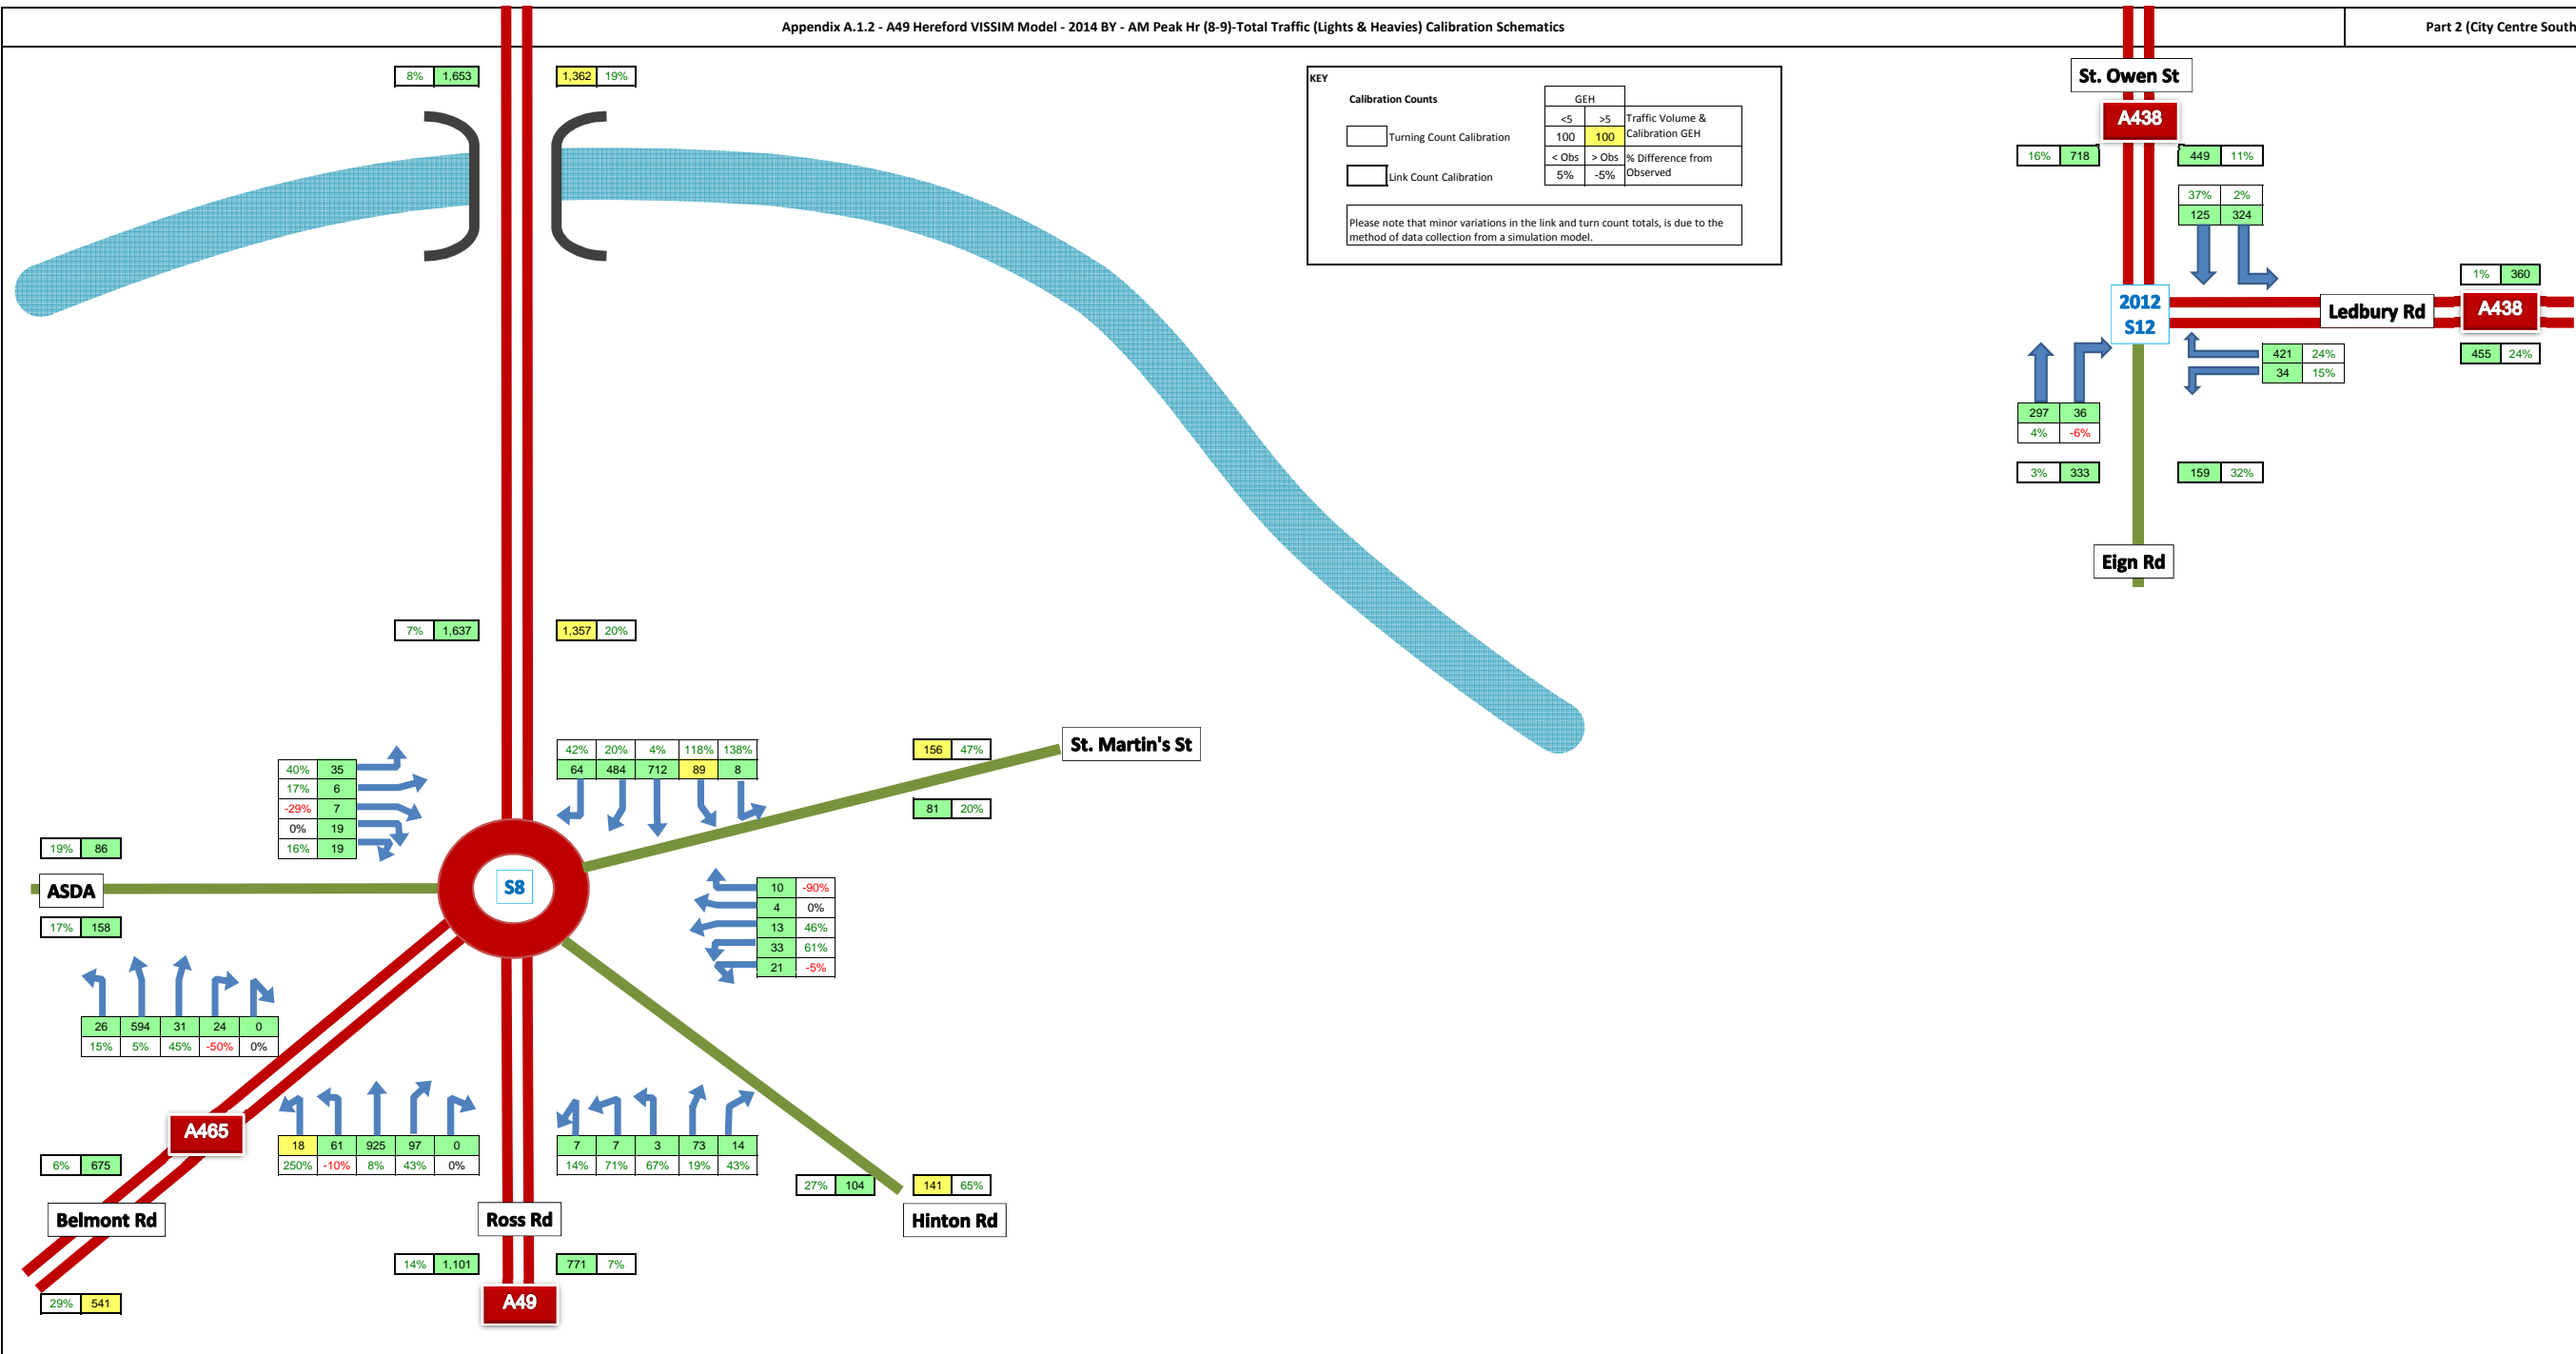 Appendix A.1.2 - A49 Hereford VISSIM Model - 2014 BY - AM Peak Hr (8-9)-Total Traffic (Lights & Heavies) Calibration Schematics
Part 2 (City Centre South
8% 1,653
1,362 19%
KEY
Calibration Counts
Turning Count Calibration
Link Count Calibration
GEH
<5 >5 Traffic Volume &
100 100 Calibration GEH
< Obs > Obs % Difference from
5% -5% Observed
Please note that minor variations in the link and turn count totals, is due to the
method of data collection from a simulation model.
St. Owen St
A438
16% 718
449 11%
37% 2%
125 324
1% 360
2012
S12
Ledbury Rd
A438
421 24%
34 15%
455 24%
297 36
4% -6%
3% 333
159 32%
Eign Rd
7% 1,637
1,357 20%
St. Martin's St
156 47%
81 20%
42% 20% 4% 118% 138%
64 484 712 89 8
40% 35
17% 6
-29% 7
0% 19
16% 19
19% 86
ASDA
17% 158
S8
10 -90%
4 0%
13 46%
33 61%
21 -5%
26 594 31 24 0
15% 5% 45% -50% 0%
A465
18 61 925 97 0
250% -10% 8% 43% 0%
7 7 3 73 14
14% 71% 67% 19% 43%
6% 675
27% 104
141 65%
Belmont Rd
Ross Rd
Hinton Rd
14% 1,101
771 7%
29% 541
A49